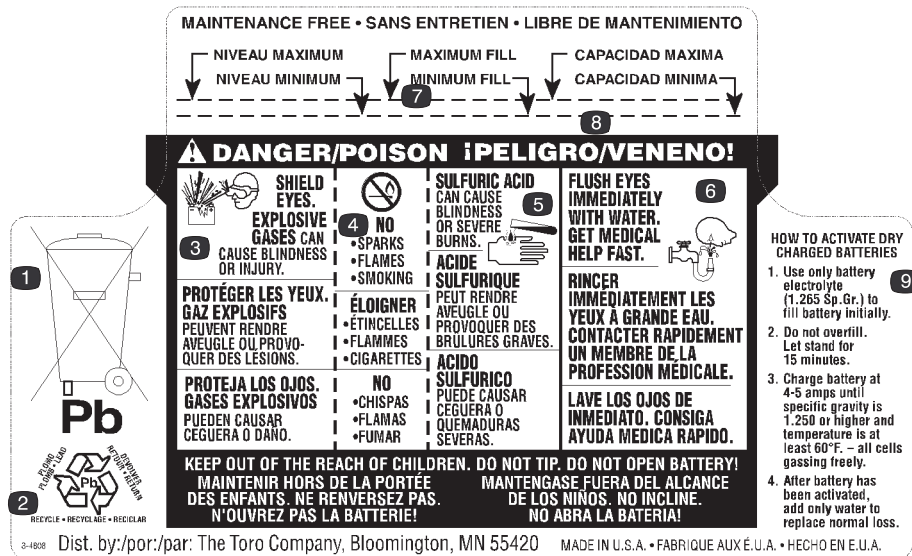 MAINTENANCE FREE • SANS ENTRETIEN • LIBRE DE MANTENIMIENTO
NIVEAU MAXIMUM
MAXIMUM FILL
CAPACIDAD MAXIMA
NIVEAU MINIMUM
MINIMUM FILL
CAPACIDAD MINIMA
7
8
DANGER/POISON ¡PELIGRO/VENENO!
SHIELD
EYES.
EXPLOSIVE
GASES CAN
CAUSE BLINDNESS
OR INJURY.
3
PROTÉGER LES YEUX.
GAZ EXPLOSIFS
PEUVENT RENDRE
AVEUGLE OU PROVO-
QUER DES LESIONS.
PROTEJA LOS OJOS.
GASES EXPLOSIVOS
PUEDEN CAUSAR
CEGUERA O DAÑO.
4
NO
•SPARKS
•FLAMES
•SMOKING
ÉLOIGNER
•ÉTINCELLES
•FLAMMES
•CIGARETTES
NO
•CHISPAS
•FLAMAS
•FUMAR
SULFURIC ACID
CAN CAUSE
BLINDNESS
OR SEVERE
BURNS.
5
ACIDE
SULFURIQUE
PEUT RENDRE
AVEUGLE OU
PROVOQUER DES
BRULURES GRAVES.
ACIDO
SULFURICO
PUEDE CAUSAR
CEGUERA O
QUEMADURAS
SEVERAS.
FLUSH EYES
IMMEDIATELY
WITH WATER.
GET MEDICAL
HELP FAST.
6
RINCER
IMMEDIATEMENT LES
YEUX À GRANDE EAU.
CONTACTER RAPIDEMENT
UN MEMBRE DE LA
PROFESSION MÉDICALE.
LAVE LOS OJOS DE
INMEDIATO. CONSIGA
AYUDA MEDICA RAPIDO.
KEEP OUT OF THE REACH OF CHILDREN. DO NOT TIP. DO NOT OPEN BATTERY!
MAINTENIR HORS DE LA PORTÉE
DES ENFANTS. NE RENVERSEZ PAS.
N'OUVREZ PAS LA BATTERIE!
MANTENGASE FUERA DEL ALCANCE
DE LOS NIÑOS. NO INCLINE.
NO ABRA LA BATERIA!
1
Pb
2
PLOMO
PLOMB • LEAD
DEVOLVER
RETOUR • RETURN
Pb
RECYCLE • RECYCLAGE • RECICLAR
HOW TO ACTIVATE DRY
CHARGED BATTERIES
9
1. Use only battery
electrolyte
(1.265 Sp.Gr.) to
fill battery initially.
2. Do not overfill.
Let stand for
15 minutes.
3. Charge battery at
4-5 amps until
specific gravity is
1.250 or higher and
temperature is at
least 60°F. – all cells
gassing freely.
4. After battery has
been activated,
add only water to
replace normal loss.
3-4808 Dist. by:/por:/par: The Toro Company, Bloomington, MN 55420 MADE IN U.S.A. • FABRIQUE AUX É.U.A. • HECHO EN E.U.A.